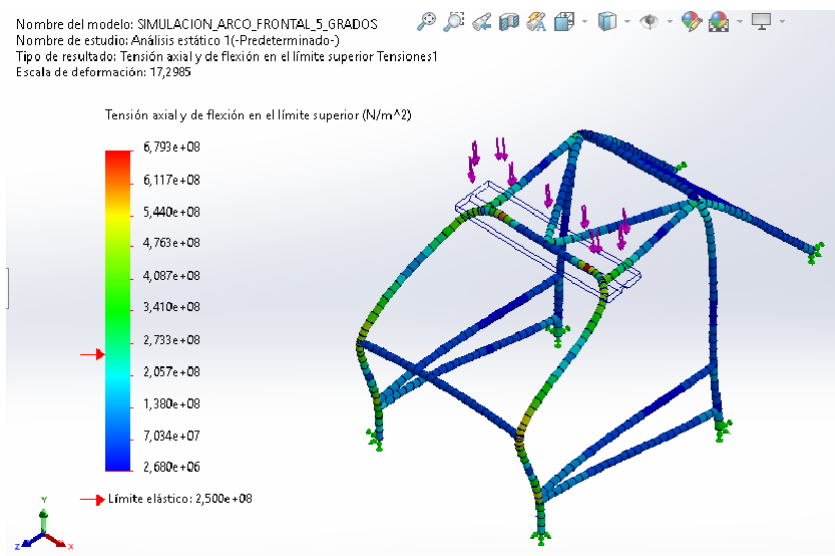 Nombre del modelo: SIMULACION_ARCO_FRONTAL_5_GRADOS
Nombre de estudio: Análisis estático 1(-Predeterminado-)
Tipo de resultado: Tensión axial y de flexión en el límite superior Tensiones1
Escala de deformación: 17,2985
Tensión axial y de flexión en el límite superior (N/m^2)
6,793e+08
6,117e+08
5,440e+08
4,763e+08
4,087e+08
3,410e+08
2,733e+08
2,057e+08
1,380e+08
7,034e+07
2,680e+06
Límite elástico: 2,500e+08
Y
Z
X